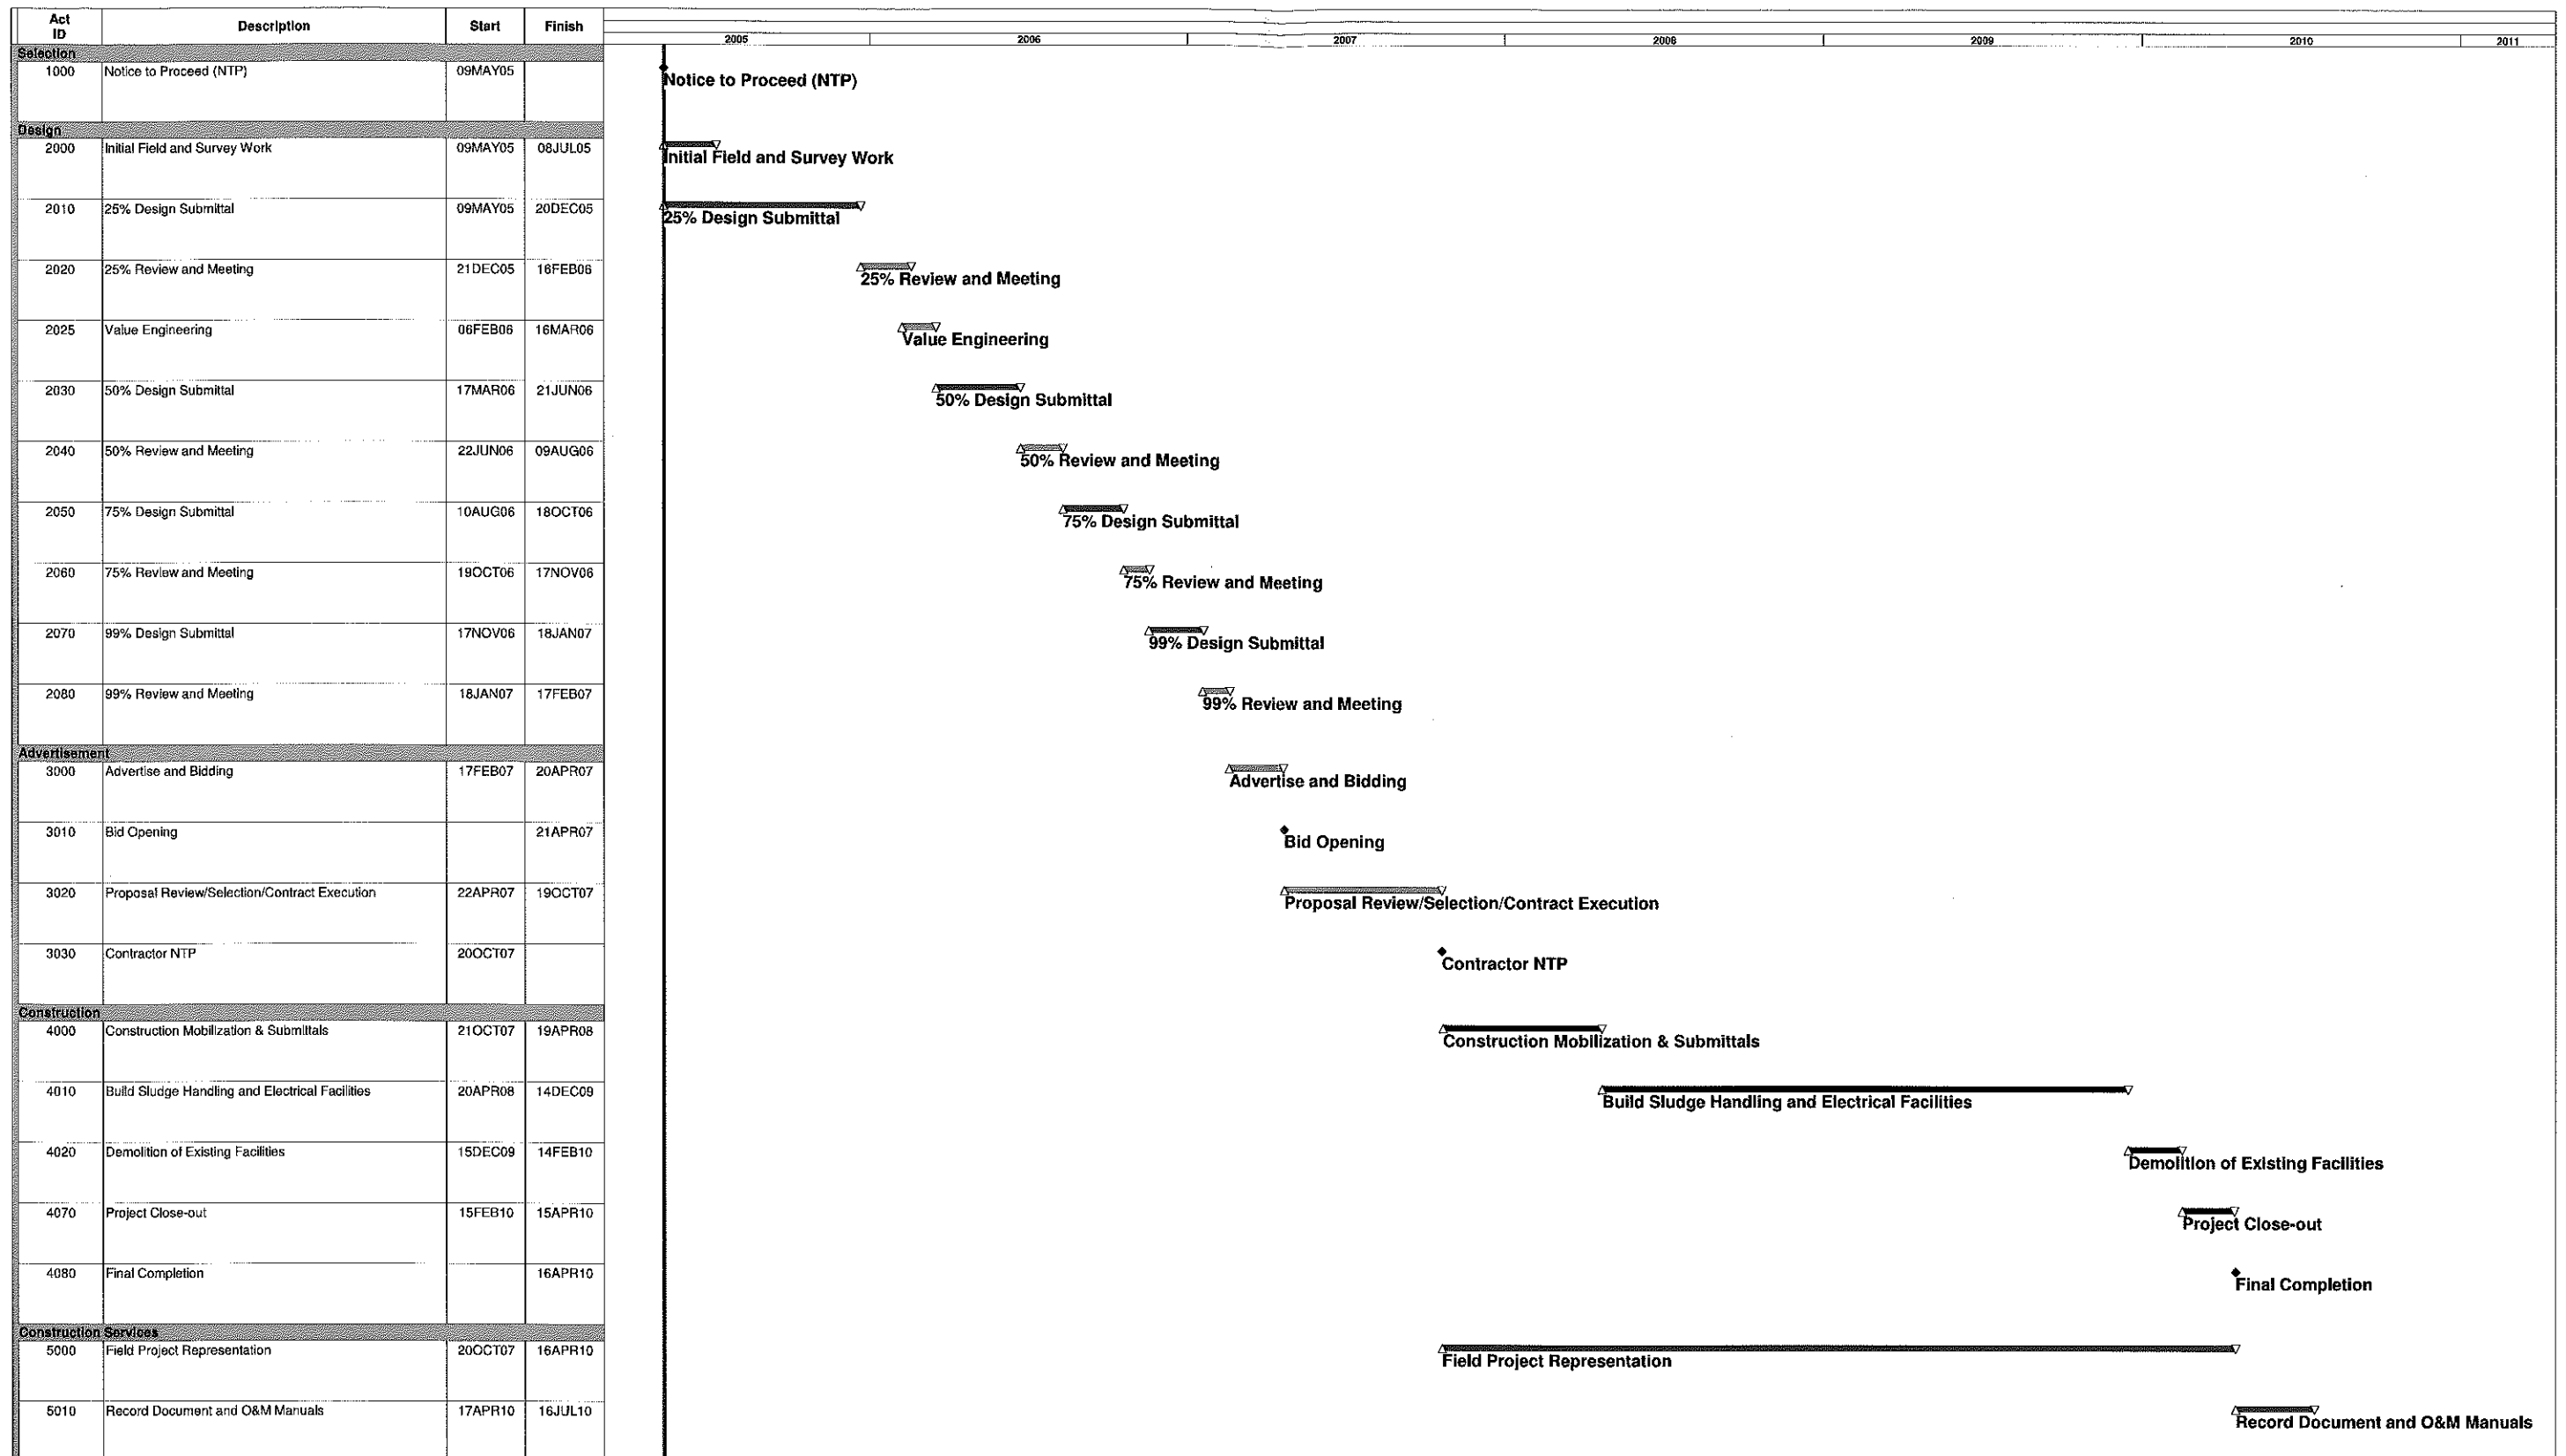 Act ID Description Start Finish
2005 2006 2007 2008 2009 2010 2011
Selection
1000 Notice to Proceed (NTP) 09MAY05
Notice to Proceed (NTP)
Design
2000 Initial Field and Survey Work 09MAY05 08JUL05
Initial Field and Survey Work
2010 25% Design Submittal 09MAY05 20DEC05
25% Design Submittal
2020 25% Review and Meeting 21DEC05 16FEB06
25% Review and Meeting
2025 Value Engineering 06FEB06 16MAR06
Value Engineering
2030 50% Design Submittal 17MAR06 21JUN06
50% Design Submittal
2040 50% Review and Meeting 22JUN06 09AUG06
50% Review and Meeting
2050 75% Design Submittal 10AUG06 18OCT06
75% Design Submittal
2060 75% Review and Meeting 19OCT06 17NOV06
75% Review and Meeting
2070 99% Design Submittal 17NOV06 18JAN07
99% Design Submittal
2080 99% Review and Meeting 18JAN07 17FEB07
99% Review and Meeting
Advertisement
3000 Advertise and Bidding 17FEB07 20APR07
Advertise and Bidding
3010 Bid Opening 21APR07
Bid Opening
3020 Proposal Review/Selection/Contract Execution 22APR07 19OCT07
Proposal Review/Selection/Contract Execution
3030 Contractor NTP 20OCT07
Contractor NTP
Construction
4000 Construction Mobilization & Submittals 21OCT07 19APR08
Construction Mobilization & Submittals
4010 Build Sludge Handling and Electrical Facilities 20APR08 14DEC09
Build Sludge Handling and Electrical Facilities
4020 Demolition of Existing Facilities 15DEC09 14FEB10
Demolition of Existing Facilities
4070 Project Close-out 15FEB10 15APR10
Project Close-out
4080 Final Completion 16APR10
Final Completion
Construction Services
5000 Field Project Representation 20OCT07 16APR10
Field Project Representation
5010 Record Document and O&M Manuals 17APR10 16JUL10
Record Document and O&M Manuals